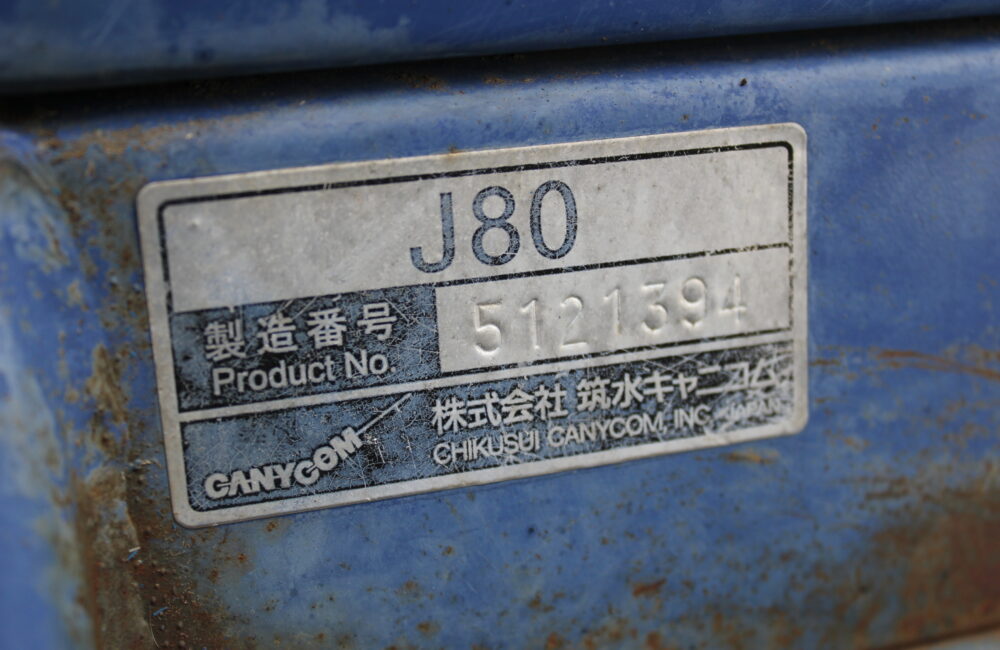 J80
製造番号
Product No.
5121394
CANYCOM
株式会社 筑水キャニコム
CHIKUSUI CANYCOM, INC. JAPAN